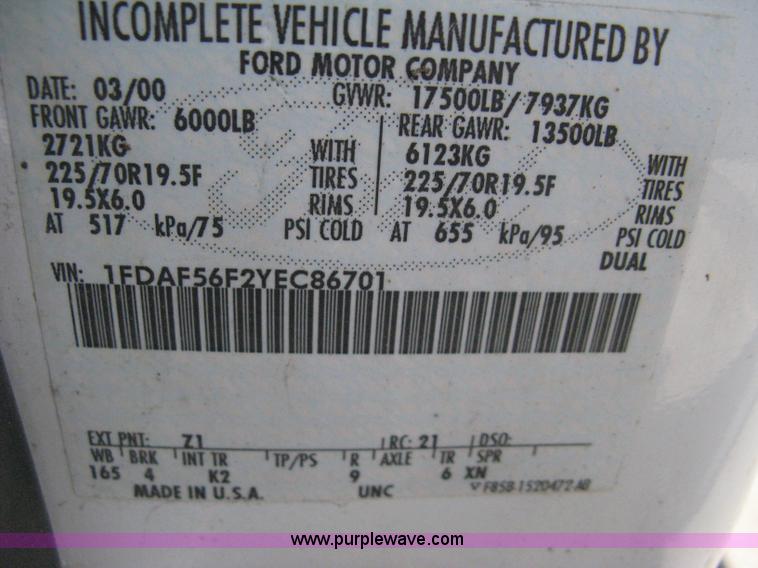 INCOMPLETE VEHICLE MANUFACTURED BY
FORD MOTOR COMPANY
DATE: 03/00 GVWR: 17500LB/ 7937KG
FRONT GAWR: 6000LB REAR GAWR: 13500LB
2721KG WITH 6123KG WITH
225/70R19.5F TIRES 225/70R19.5F TIRES
19.5X6.0 RIMS 19.5X6.0 RIMS
AT 517 kPa/75 PSI COLD AT 655 kPa/95 PSI COLD
DUAL
VIN: 1FDAF56F2YEC86701
EXT PNT: Z1 RC: 21 DSO:
WB BRK INT TR TP/PS R AXLE TR SPR
165 4 K2 9 6 XN
MADE IN U.S.A. UNC F85B-1520472-AB
www.purplewave.com